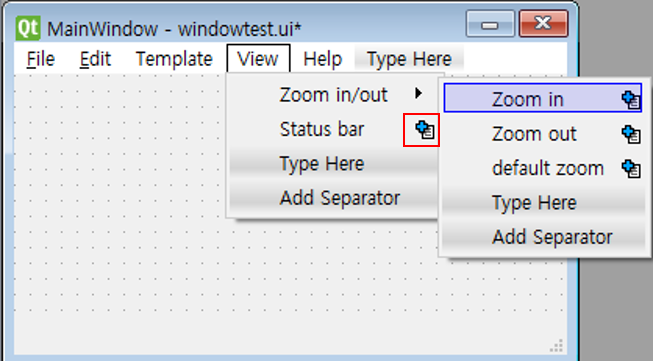 Qt MainWindow - windowtest.ui*
File Edit Template View Help Type Here
Zoom in/out
Status bar
Type Here
Add Separator
Zoom in
Zoom out
default zoom
Type Here
Add Separator